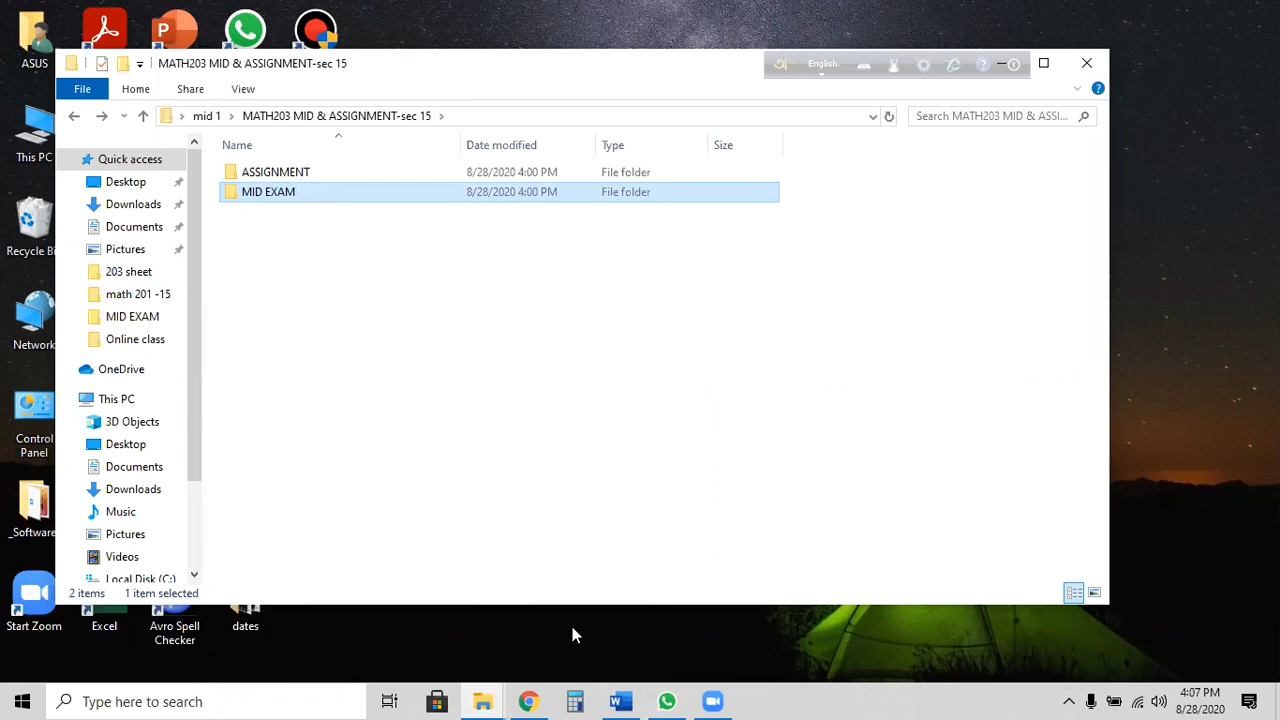 ASUS
MATH203 MID & ASSIGNMENT-sec 15
English
File
Home
Share
View
mid 1
MATH203 MID & ASSIGNMENT-sec 15
Search MATH203 MID & ASSI...
Name
Date modified
Type
Size
ASSIGNMENT
8/28/2020 4:00 PM
File folder
MID EXAM
8/28/2020 4:00 PM
File folder
Quick access
Desktop
Downloads
Documents
Pictures
203 sheet
math 201 -15
MID EXAM
Online class
OneDrive
This PC
3D Objects
Desktop
Documents
Downloads
Music
Pictures
Videos
Local Disk (C:)
2 items
1 item selected
This PC
Recycle Bi
Network
Control
Panel
_Software
Start Zoom
Excel
Avro Spell
Checker
dates
Type here to search
4:07 PM
8/28/2020